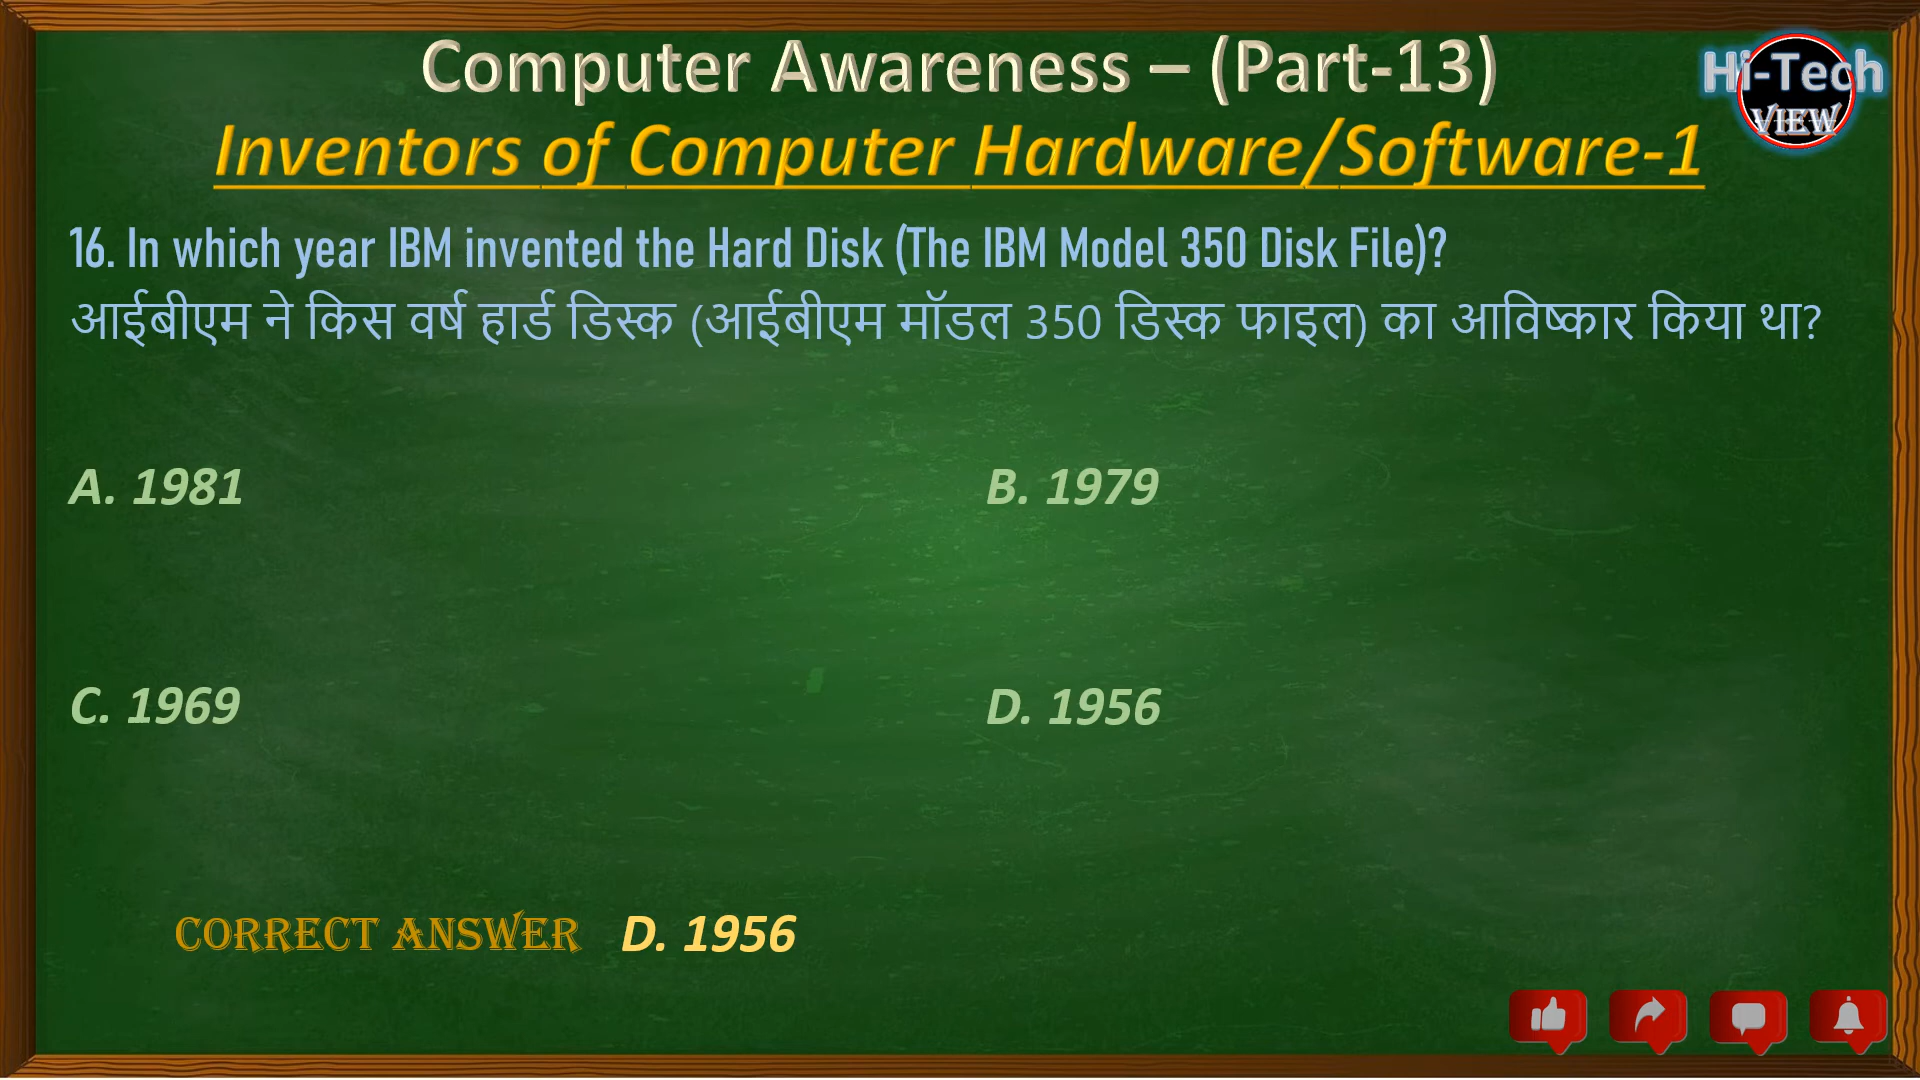 Computer Awareness – (Part-13)
Hi-Tech
VIEW
Inventors of Computer Hardware/Software-1
16. In which year IBM invented the Hard Disk (The IBM Model 350 Disk File)?
आईबीएम ने किस वर्ष हार्ड डिस्क (आईबीएम मॉडल 350 डिस्क फाइल) का आविष्कार किया था?
A. 1981
B. 1979
C. 1969
D. 1956
CORRECT ANSWER D. 1956